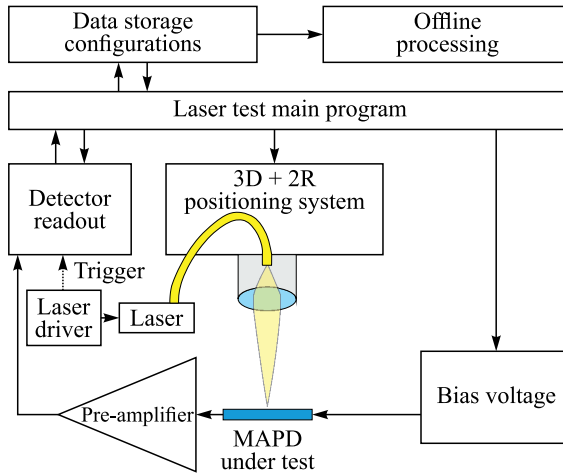 Data storage
configurations
Offline
processing
Laser test main program
Detector
readout
3D + 2R
positioning system
Trigger
Laser
driver
Laser
Pre-amplifier
MAPD
under test
Bias voltage